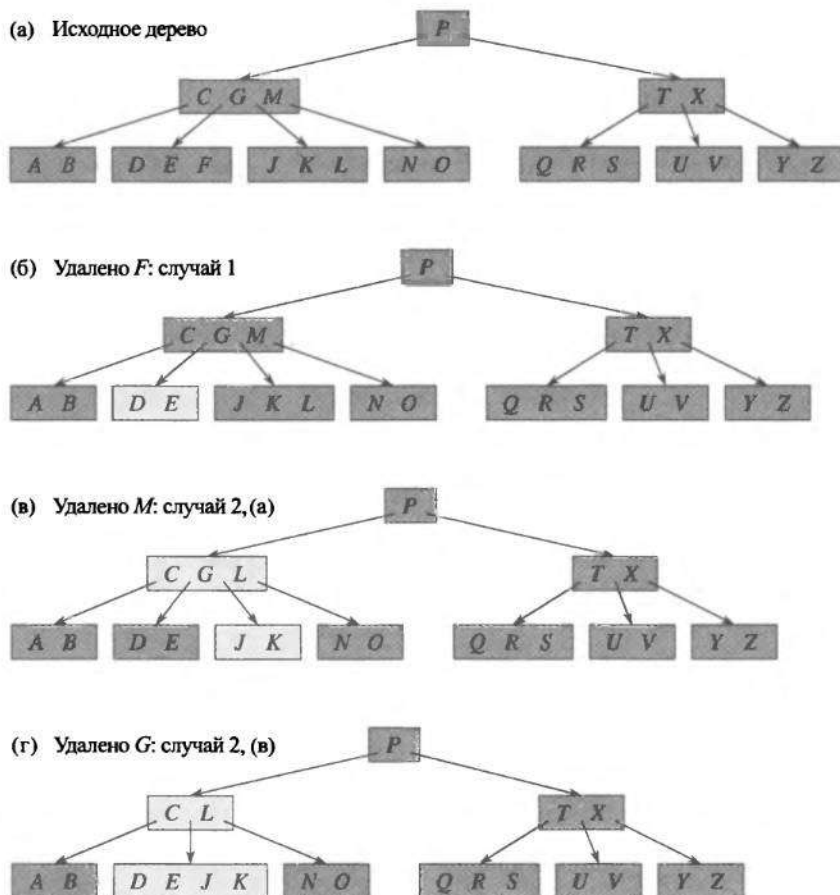 (а) Исходное дерево
P
C G M
T X
A B
D E F
J K L
N O
Q R S
U V
Y Z
(б) Удалено F: случай 1
P
C G M
T X
A B
D E
J K L
N O
Q R S
U V
Y Z
(в) Удалено M: случай 2, (а)
P
C G L
T X
A B
D E
J K
N O
Q R S
U V
Y Z
(г) Удалено G: случай 2, (в)
P
C L
T X
A B
D E J K
N O
Q R S
U V
Y Z